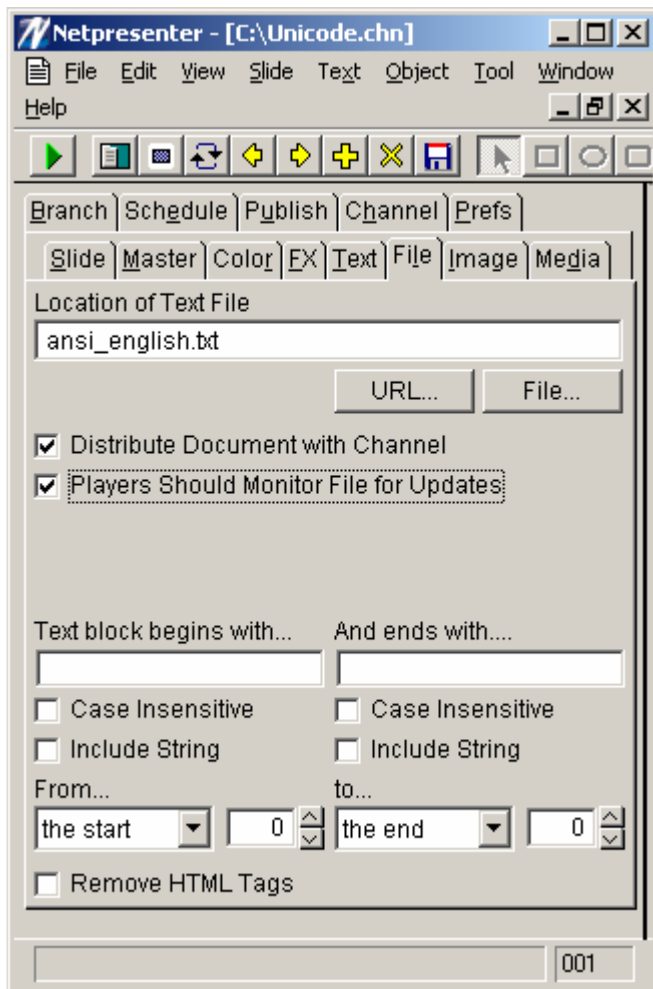 Netpresenter - [C:\Unicode.chn]
File Edit View Slide Text Object Tool Window
Help
Branch Schedule Publish Channel Prefs
Slide Master Color FX Text File Image Media
Location of Text File
ansi_english.txt
URL... File...
Distribute Document with Channel
Players Should Monitor File for Updates
Text block begins with... And ends with....
Case Insensitive Case Insensitive
Include String Include String
From... to...
the start 0 the end 0
Remove HTML Tags
001